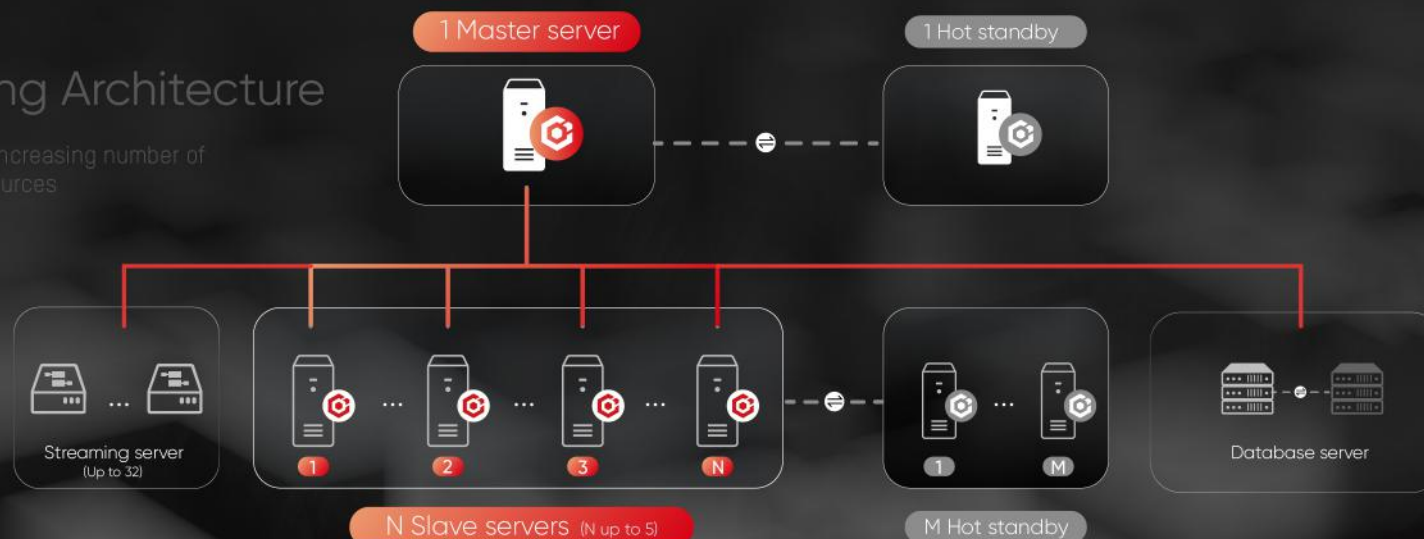 1 Master server
1 Hot standby
ng Architecture
ncreasing number of
urces
...
...
...
...
...
Streaming server
(Up to 32)
Database server
1
2
3
N
1
M
N Slave servers (N up to 5)
M Hot standby